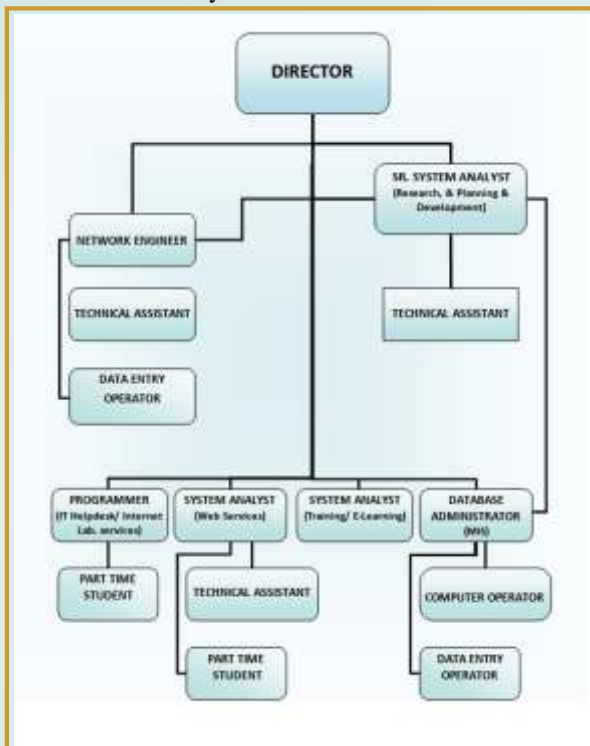 DIRECTOR
SR. SYSTEM ANALYST
(Research, & Planning &
Development)
NETWORK ENGINEER
TECHNICAL ASSISTANT
TECHNICAL ASSISTANT
DATA ENTRY
OPERATOR
PROGRAMMER
(IT Helpdesk/ Internet
Lab. services)
SYSTEM ANALYST
(Web Services)
SYSTEM ANALYST
(Training/ E-Learning)
DATABASE
ADMINISTRATOR
(MIS)
PART TIME
STUDENT
TECHNICAL ASSISTANT
COMPUTER OPERATOR
PART TIME
STUDENT
DATA ENTRY
OPERATOR